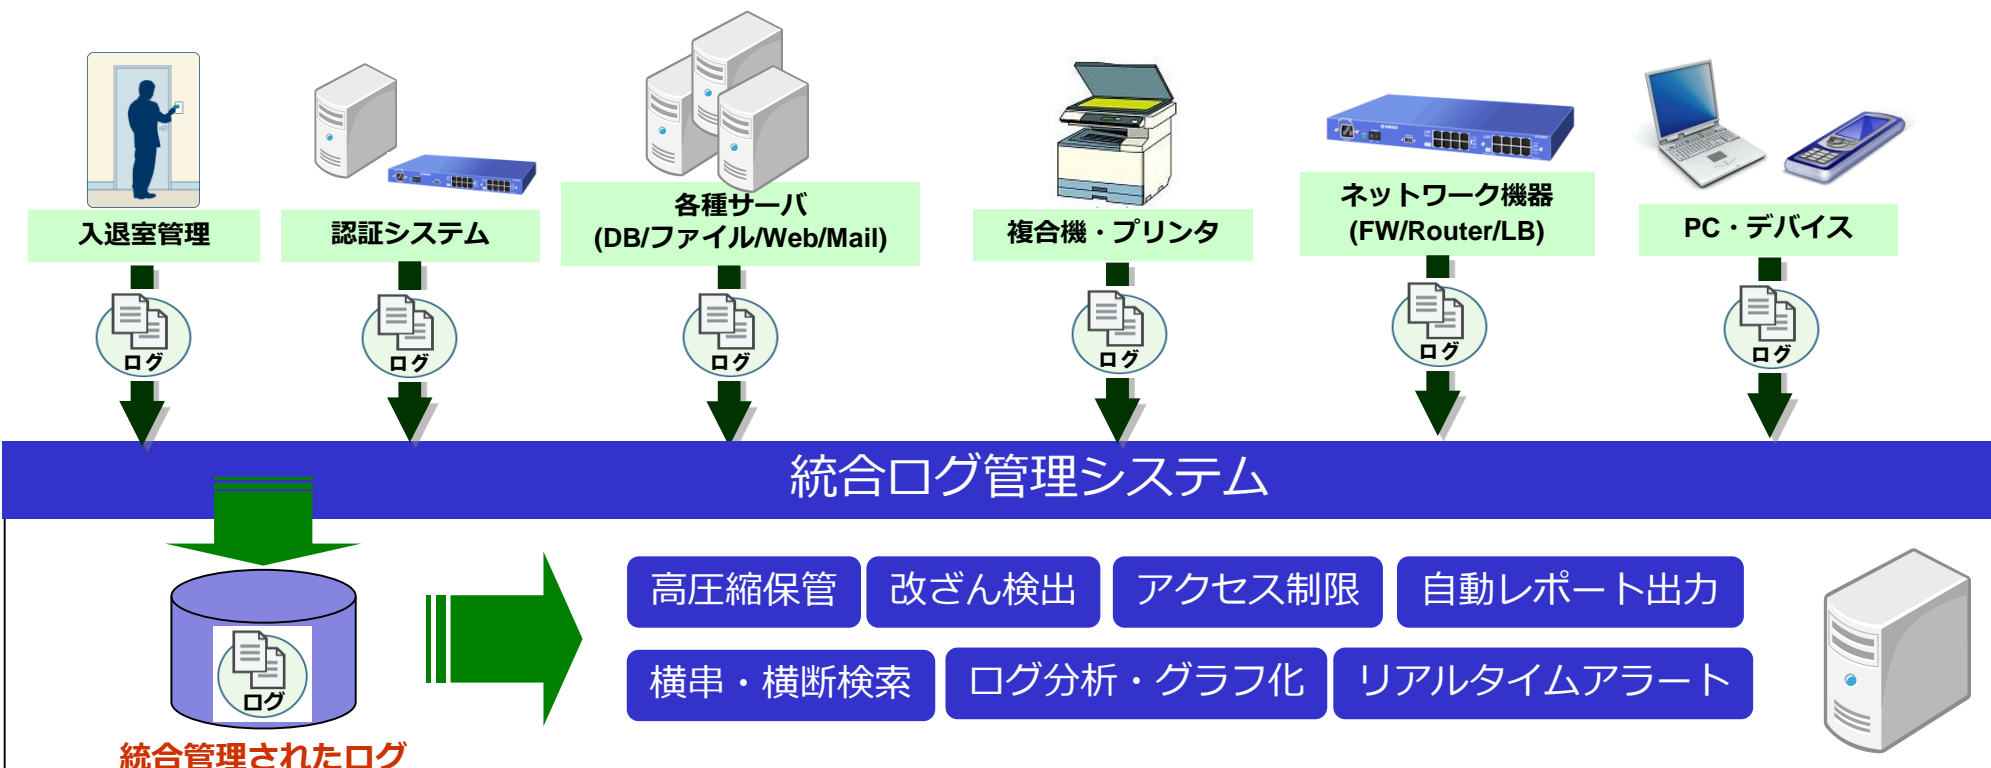 入退室管理
認証システム
各種サーバ
(DB/ファイル/Web/Mail)
複合機・プリンタ
ネットワーク機器
(FW/Router/LB)
PC・デバイス
ログ
ログ
ログ
ログ
ログ
ログ
統合ログ管理システム
高圧縮保管
改ざん検出
アクセス制限
自動レポート出力
横串・横断検索
ログ分析・グラフ化
リアルタイムアラート
ログ
統合管理されたログ